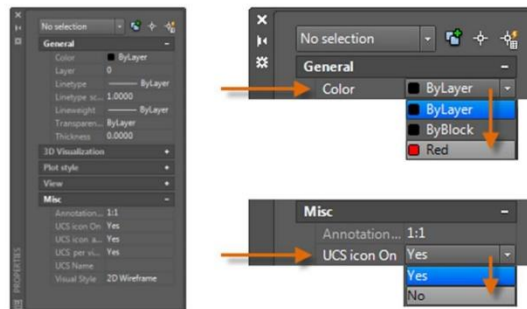 No selection
General
Color ByLayer
Layer 0
Linetype ByLayer
Linetype sc... 1.0000
Lineweight ByLayer
Transparen... ByLayer
Thickness 0.0000
3D Visualization
Plot style
View
Misc
Annotation... 1:1
UCS icon On Yes
UCS icon a... Yes
UCS per vi... Yes
UCS Name
Visual Style 2D Wireframe
PROPERTIES
No selection
General
Color ByLayer
ByLayer
ByBlock
Red
Misc
Annotation... 1:1
UCS icon On Yes
Yes
No